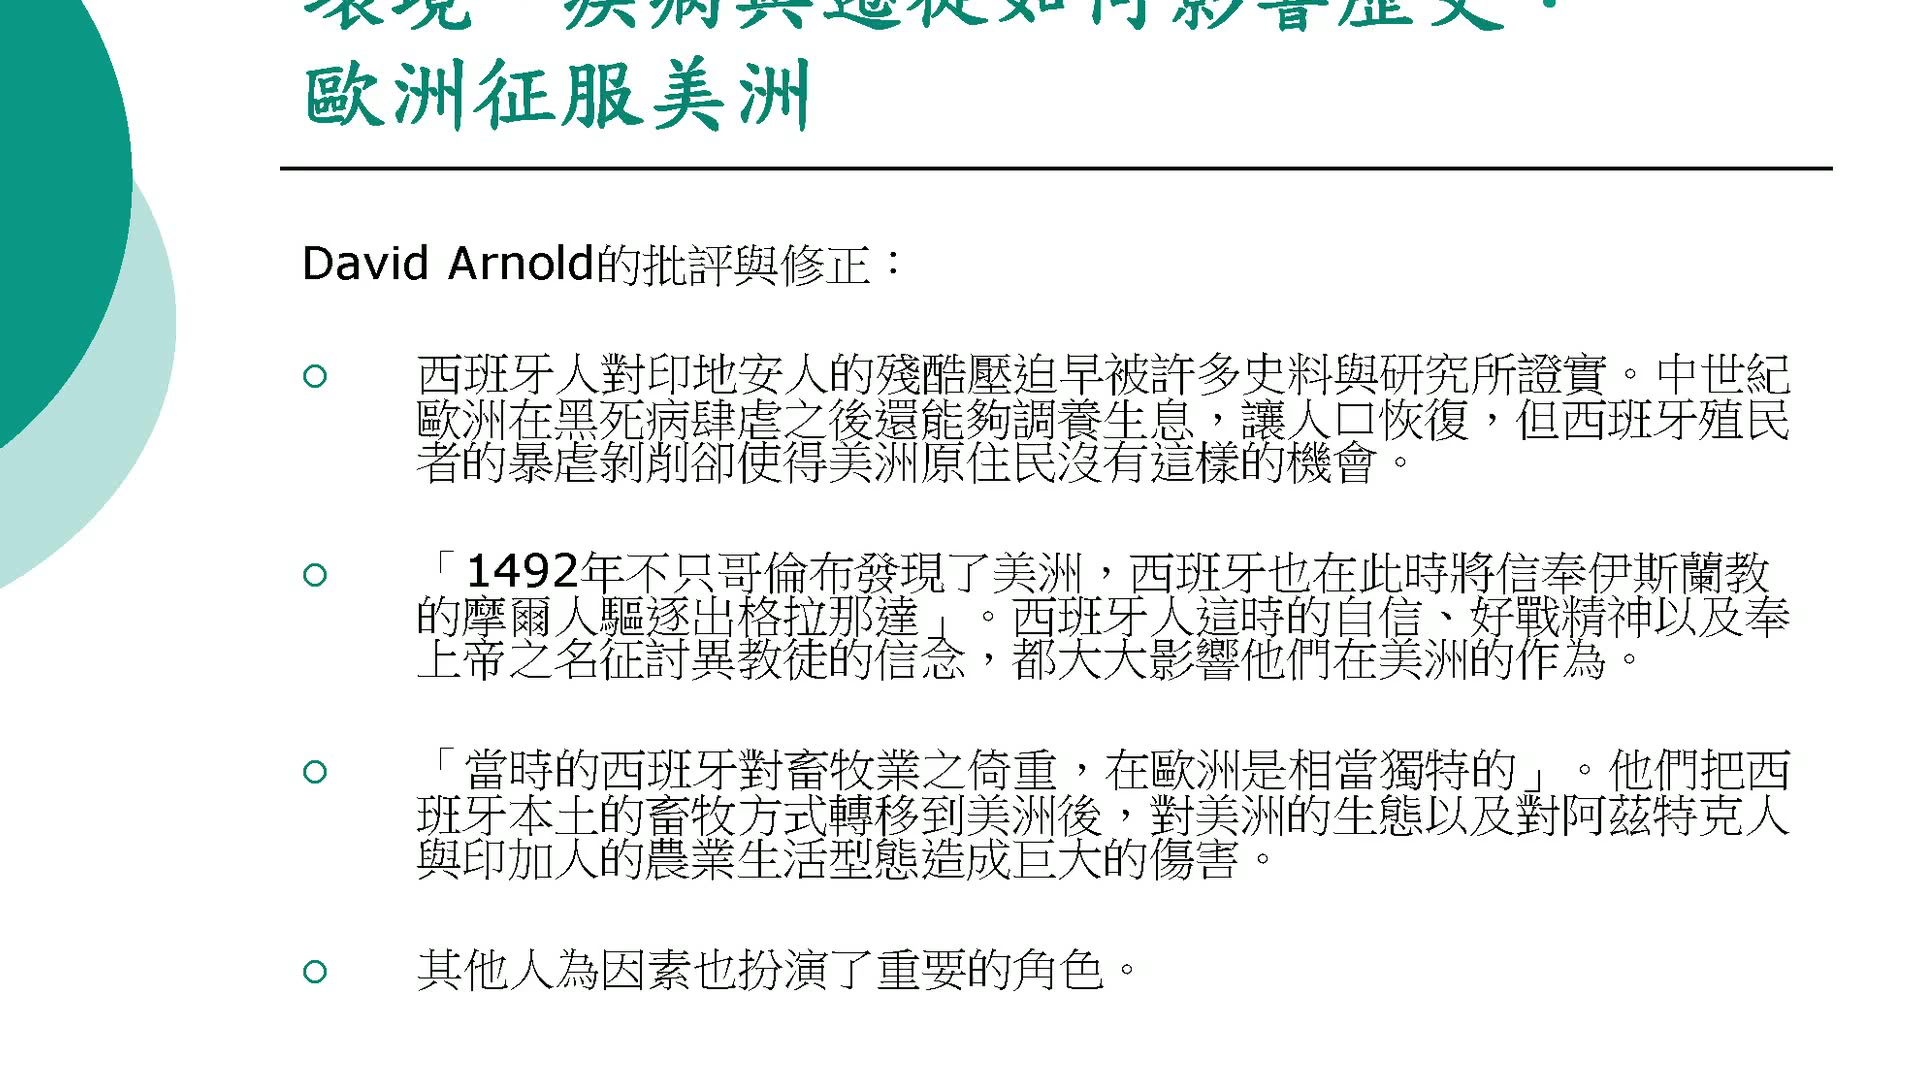 環境、疾病與遷徙如何影響歷史：
歐洲征服美洲
David Arnold的批評與修正：
西班牙人對印地安人的殘酷壓迫早被許多史料與研究所證實。中世紀
歐洲在黑死病肆虐之後還能夠調養生息，讓人口恢復，但西班牙殖民
者的暴虐剝削卻使得美洲原住民沒有這樣的機會。
「1492年不只哥倫布發現了美洲，西班牙也在此時將信奉伊斯蘭教
的摩爾人驅逐出格拉那達」。西班牙人這時的自信、好戰精神以及奉
上帝之名征討異教徒的信念，都大大影響他們在美洲的作為。
「當時的西班牙對畜牧業之倚重，在歐洲是相當獨特的」。他們把西
班牙本土的畜牧方式轉移到美洲後，對美洲的生態以及對阿茲特克人
與印加人的農業生活型態造成巨大的傷害。
其他人為因素也扮演了重要的角色。